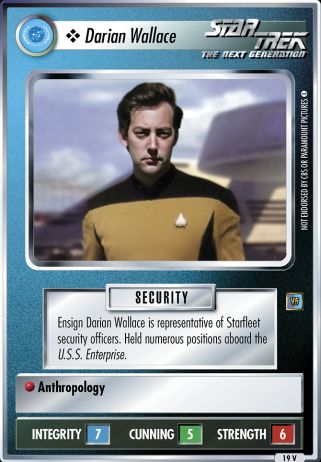 ❖ Darian Wallace
STAR TREK
THE NEXT GENERATION
NOT ENDORSED BY CBS OR PARAMOUNT PICTURES
SECURITY
Ensign Darian Wallace is representative of Starfleet
security officers. Held numerous positions aboard the
U.S.S. Enterprise.
Anthropology
INTEGRITY 7 CUNNING 5 STRENGTH 6
19 V